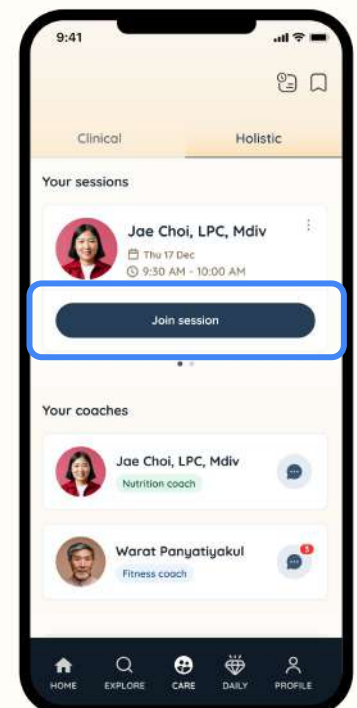 9:41
Clinical
Holistic
Your sessions
Jae Choi, LPC, Mdiv
Thu 17 Dec
9:30 AM - 10:00 AM
Join session
Your coaches
Jae Choi, LPC, Mdiv
Nutrition coach
Warat Panyatiyakul
Fitness coach
HOME EXPLORE CARE DAILY PROFILE